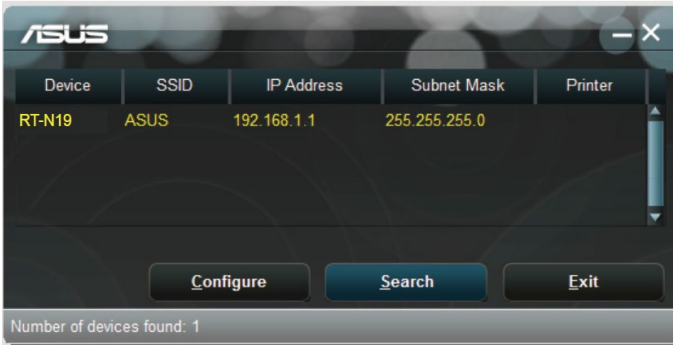 ASUS
Device SSID IP Address Subnet Mask Printer
RT-N19 ASUS 192.168.1.1 255.255.255.0
Configure Search Exit
Number of devices found: 1